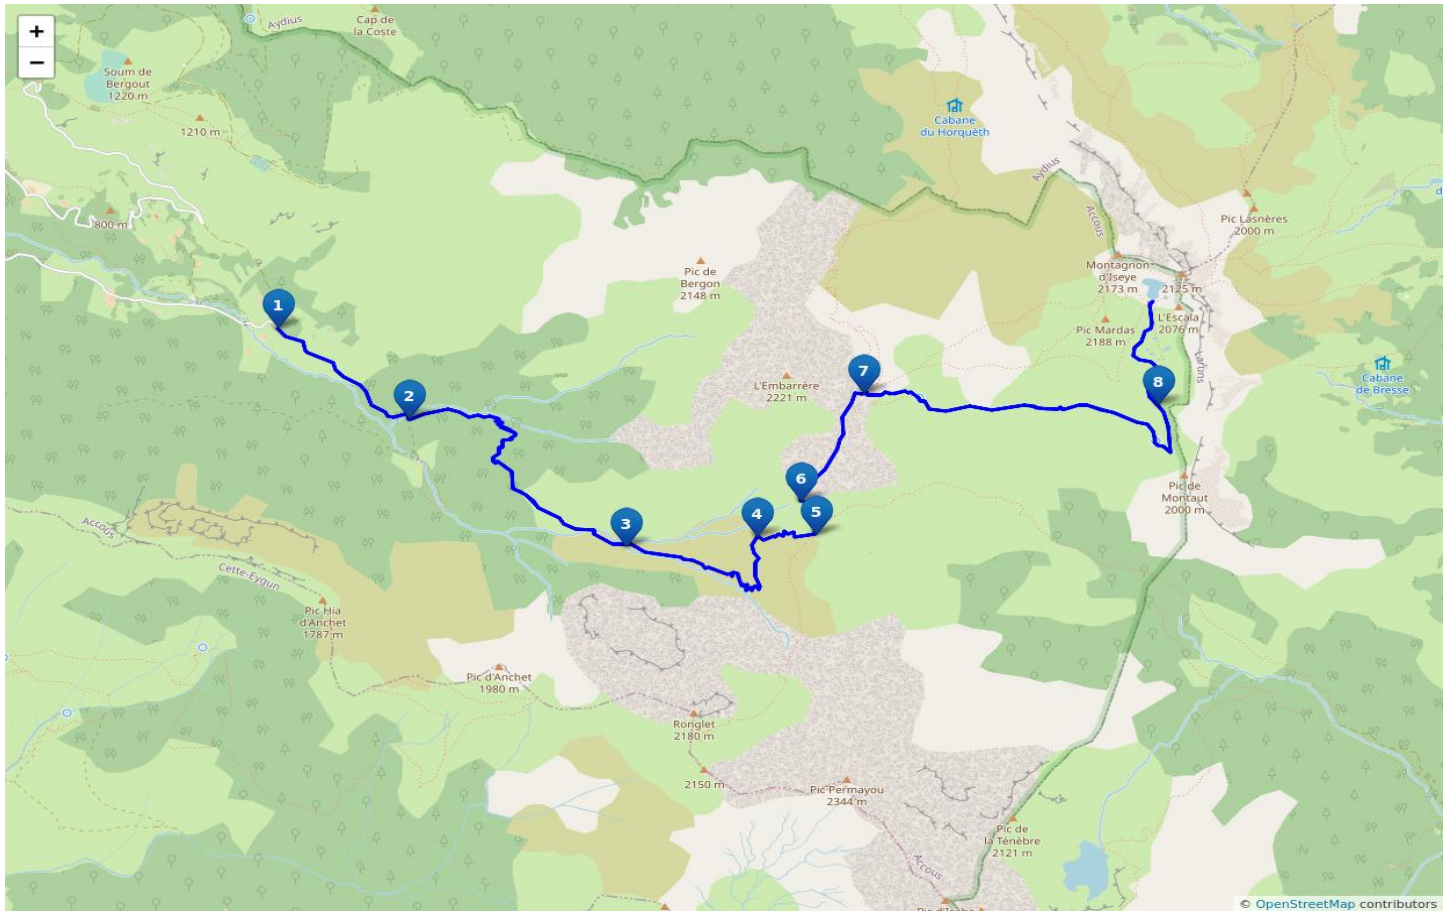 +
−
Aydius
Cap de
la Coste
Soum de
Bergout
1220 m
1210 m
Cabane
du Horquèth
Aydius
800 m
Accous
Pic Lasnères
2000 m
Montagnon
d'Iseye
2173 m
2125 m
Pic de
Bergon
2148 m
1
L'Escala
2076 m
Pic Mardas
2188 m
Laruns
Cabane
de Bresse
L'Embarrère
2221 m
7
8
2
6
Pic de
Montaut
2000 m
5
4
3
Accous
Cette-Eygun
Pic Hia
d'Anchet
1787 m
Pic d'Anchet
1980 m
Ronglet
2180 m
2150 m
Pic Permayou
2344 m
Pic de
la Ténèbre
2121 m
Accous
© OpenStreetMap contributors